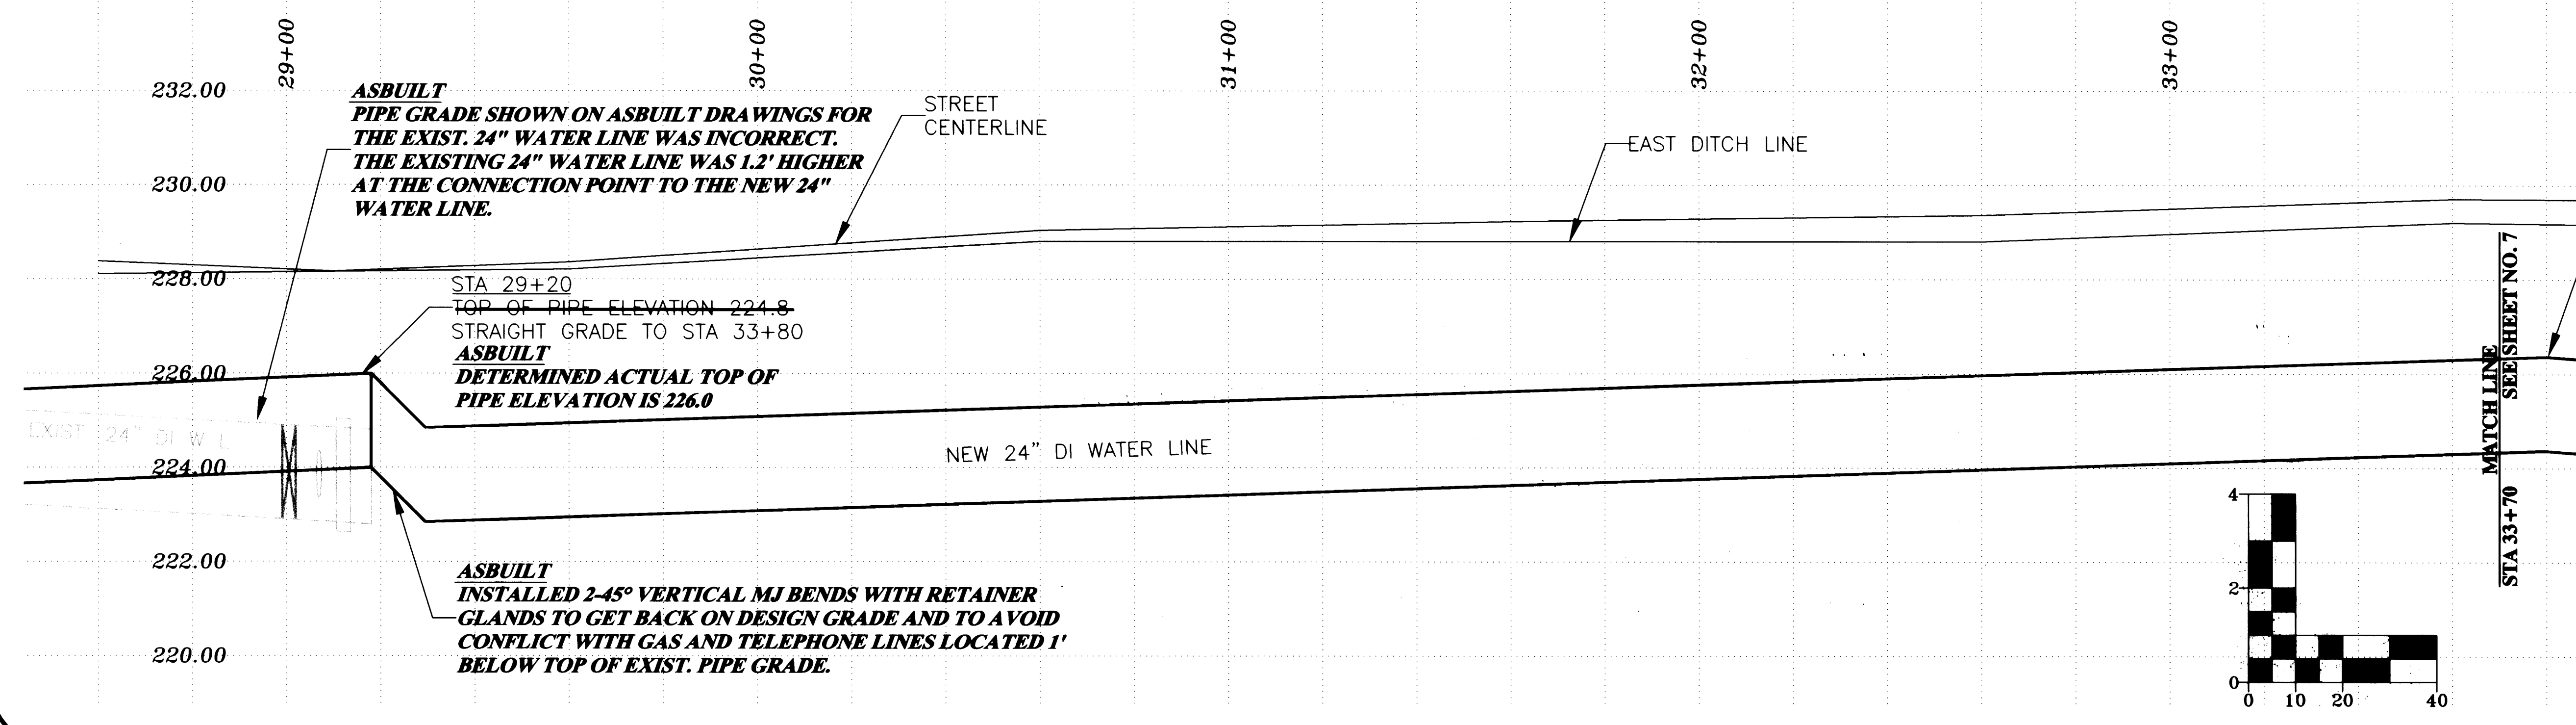 29+00
30+00
31+00
32+00
33+00
232.00
230.00
228.00
226.00
224.00
222.00
220.00
ASBUILT
PIPE GRADE SHOWN ON ASBUILT DRAWINGS FOR
THE EXIST. 24" WATER LINE WAS INCORRECT.
THE EXISTING 24" WATER LINE WAS 1.2' HIGHER
AT THE CONNECTION POINT TO THE NEW 24"
WATER LINE.
STREET
CENTERLINE
EAST DITCH LINE
STA 29+20
TOP OF PIPE ELEVATION 224.8
STRAIGHT GRADE TO STA 33+80
ASBUILT
DETERMINED ACTUAL TOP OF
PIPE ELEVATION IS 226.0
EXIST. 24" DI W L
NEW 24" DI WATER LINE
ASBUILT
INSTALLED 2-45° VERTICAL MJ BENDS WITH RETAINER
GLANDS TO GET BACK ON DESIGN GRADE AND TO AVOID
CONFLICT WITH GAS AND TELEPHONE LINES LOCATED 1'
BELOW TOP OF EXIST. PIPE GRADE.
MATCH LINE
STA 33+70 SEE SHEET NO. 7
4
2
0
0 10 20 40